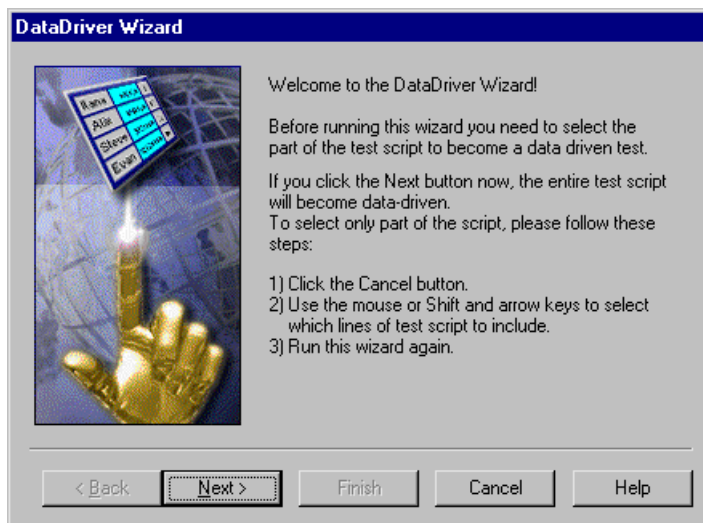 DataDriver Wizard
Rana
Alix
Steve
Evan
Welcome to the DataDriver Wizard!
Before running this wizard you need to select the
part of the test script to become a data driven test.
If you click the Next button now, the entire test script
will become data-driven.
To select only part of the script, please follow these
steps:
1) Click the Cancel button.
2) Use the mouse or Shift and arrow keys to select
which lines of test script to include.
3) Run this wizard again.
< Back
Next >
Finish
Cancel
Help